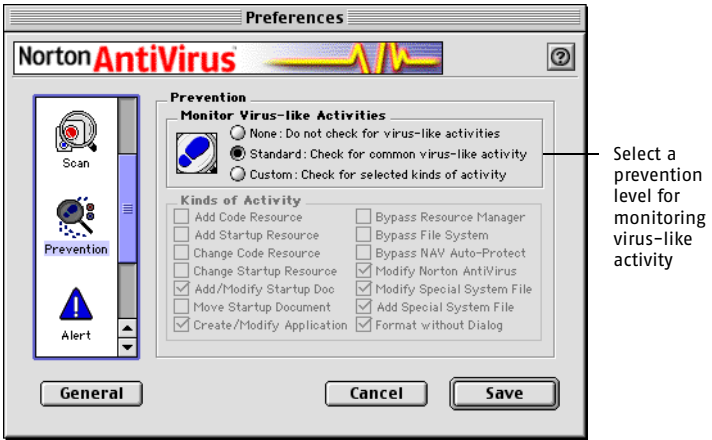 Preferences
Norton AntiVirus
Scan
Prevention
Alert
Prevention
Monitor Virus-like Activities
None: Do not check for virus-like activities
Standard: Check for common virus-like activity
Custom: Check for selected kinds of activity
Kinds of Activity
Add Code Resource
Add Startup Resource
Change Code Resource
Change Startup Resource
Add/Modify Startup Doc
Move Startup Document
Create/Modify Application
Bypass Resource Manager
Bypass File System
Bypass NAV Auto-Protect
Modify Norton AntiVirus
Modify Special System File
Add Special System File
Format without Dialog
General
Cancel
Save
Select a
prevention
level for
monitoring
virus-like
activity